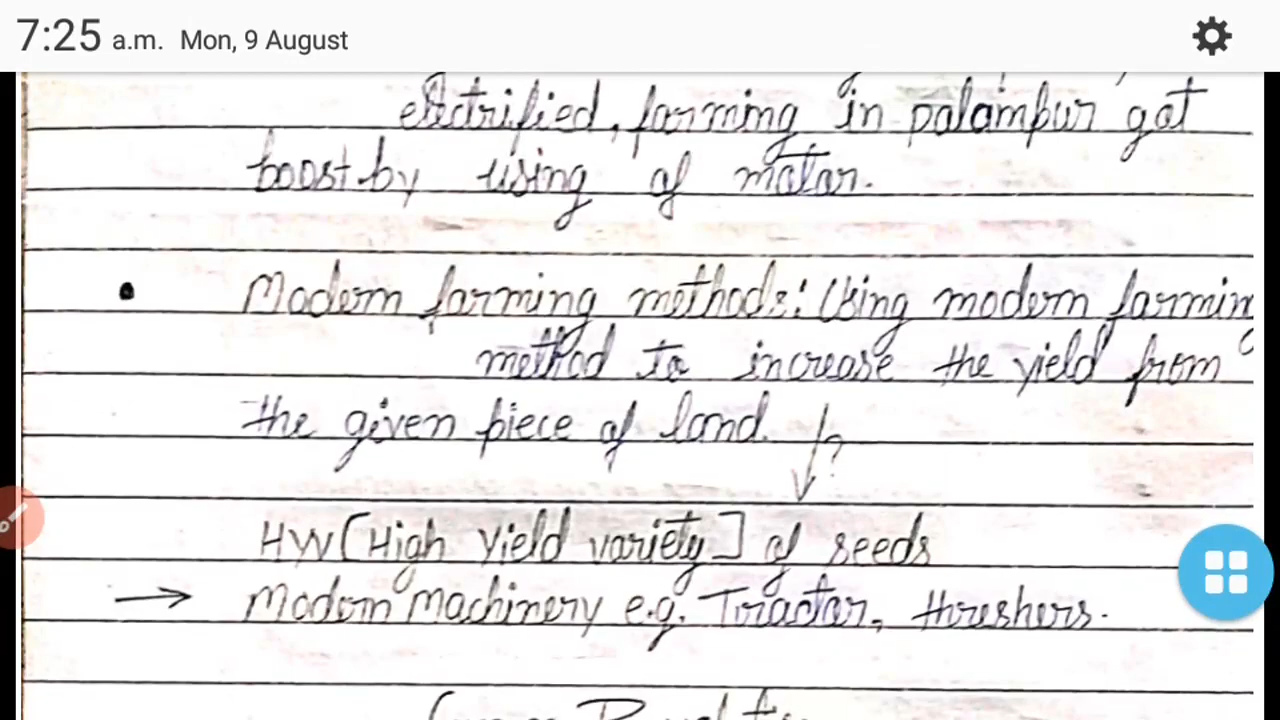 7:25 a.m. Mon, 9 August
electrified, farming in palampur got
boost by using of motor.
• Modern farming methods: Using modern farming
method to increase the yield from
the given piece of land. ?
HYV [High Yield variety] of seeds
→ Modern Machinery e.g. Tractor, threshers.